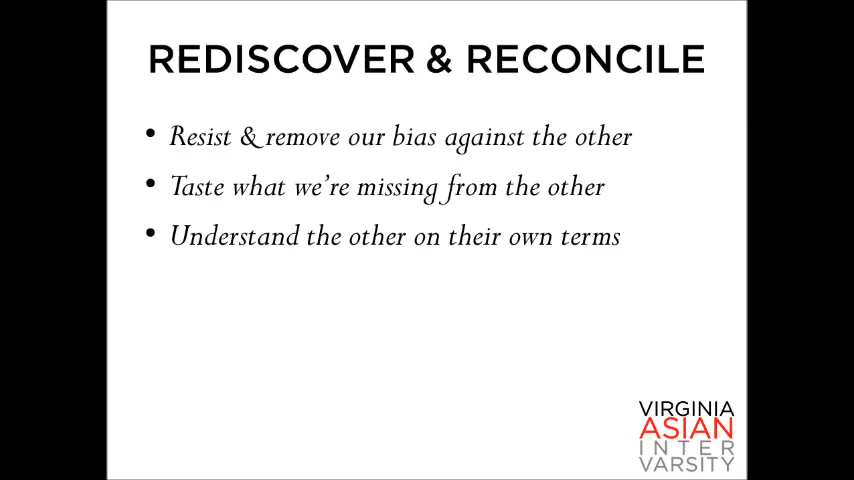 REDISCOVER & RECONCILE
• Resist & remove our bias against the other
• Taste what we're missing from the other
• Understand the other on their own terms
VIRGINIA
ASIAN
INTER
VARSITY